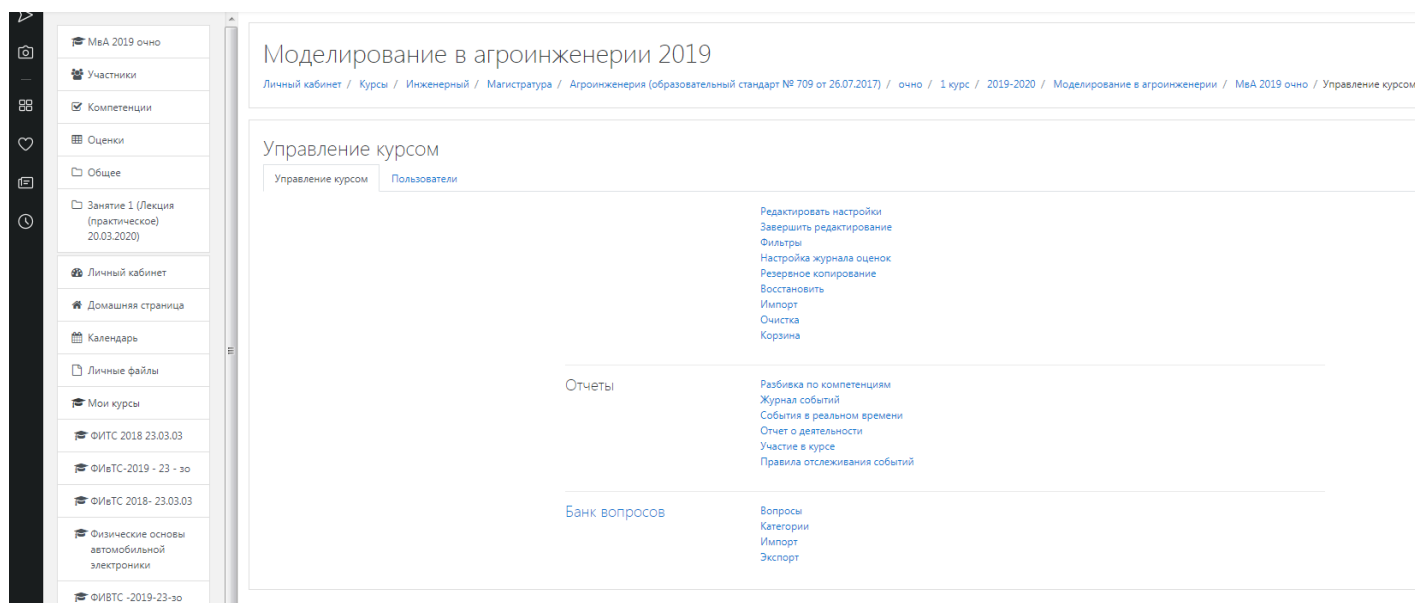 МвА 2019 очно
Участники
Компетенции
Оценки
Общее
Занятие 1 (Лекция
(практическое)
20.03.2020)
Личный кабинет
Домашняя страница
Календарь
Личные файлы
Мои курсы
ФИТС 2018 23.03.03
ФИвТС-2019 - 23 - зо
ФИвТС 2018- 23.03.03
Физические основы
автомобильной
электроники
ФИВТС -2019-23-зо
Моделирование в агроинженерии 2019
Личный кабинет / Курсы / Инженерный / Магистратура / Агроинженерия (образовательный стандарт № 709 от 26.07.2017) / очно / 1 курс / 2019-2020 / Моделирование в агроинженерии / МвА 2019 очно / Управление курсом
Управление курсом
Управление курсом Пользователи
Редактировать настройки
Завершить редактирование
Фильтры
Настройка журнала оценок
Резервное копирование
Восстановить
Импорт
Очистка
Корзина
Отчеты
Разбивка по компетенциям
Журнал событий
События в реальном времени
Отчет о деятельности
Участие в курсе
Правила отслеживания событий
Банк вопросов
Вопросы
Категории
Импорт
Экспорт